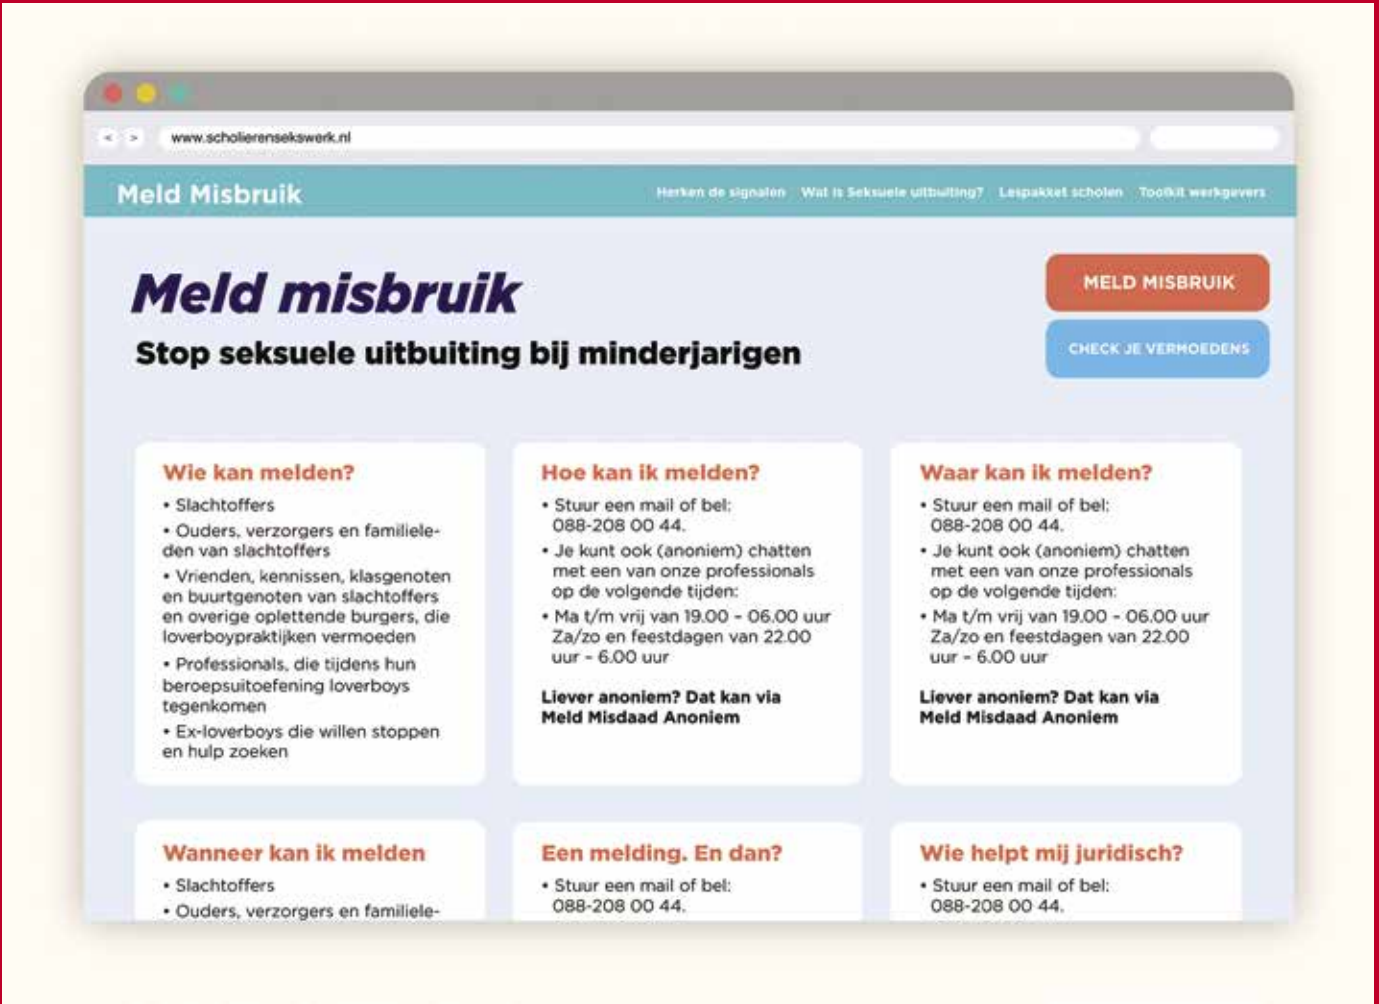 < > www.scholierensekswerk.nl
Meld Misbruik
Herken de signalen Wat is Seksuele uitbuiting? Lespakket scholen Toolkit werkgevers
Meld misbruik
Stop seksuele uitbuiting bij minderjarigen
MELD MISBRUIK
CHECK JE VERMOEDENS
Wie kan melden?
• Slachtoffers
• Ouders, verzorgers en familiele-
den van slachtoffers
• Vrienden, kennissen, klasgenoten
en buurtgenoten van slachtoffers
en overige oplettende burgers, die
loverboypraktijken vermoeden
• Professionals, die tijdens hun
beroepsuitoefening loverboys
tegenkomen
• Ex-loverboys die willen stoppen
en hulp zoeken
Hoe kan ik melden?
• Stuur een mail of bel:
088-208 00 44.
• Je kunt ook (anoniem) chatten
met een van onze professionals
op de volgende tijden:
• Ma t/m vrij van 19.00 – 06.00 uur
Za/zo en feestdagen van 22.00
uur – 6.00 uur
Liever anoniem? Dat kan via
Meld Misdaad Anoniem
Waar kan ik melden?
• Stuur een mail of bel:
088-208 00 44.
• Je kunt ook (anoniem) chatten
met een van onze professionals
op de volgende tijden:
• Ma t/m vrij van 19.00 – 06.00 uur
Za/zo en feestdagen van 22.00
uur – 6.00 uur
Liever anoniem? Dat kan via
Meld Misdaad Anoniem
Wanneer kan ik melden
• Slachtoffers
• Ouders, verzorgers en familiele-
Een melding. En dan?
• Stuur een mail of bel:
088-208 00 44.
Wie helpt mij juridisch?
• Stuur een mail of bel:
088-208 00 44.